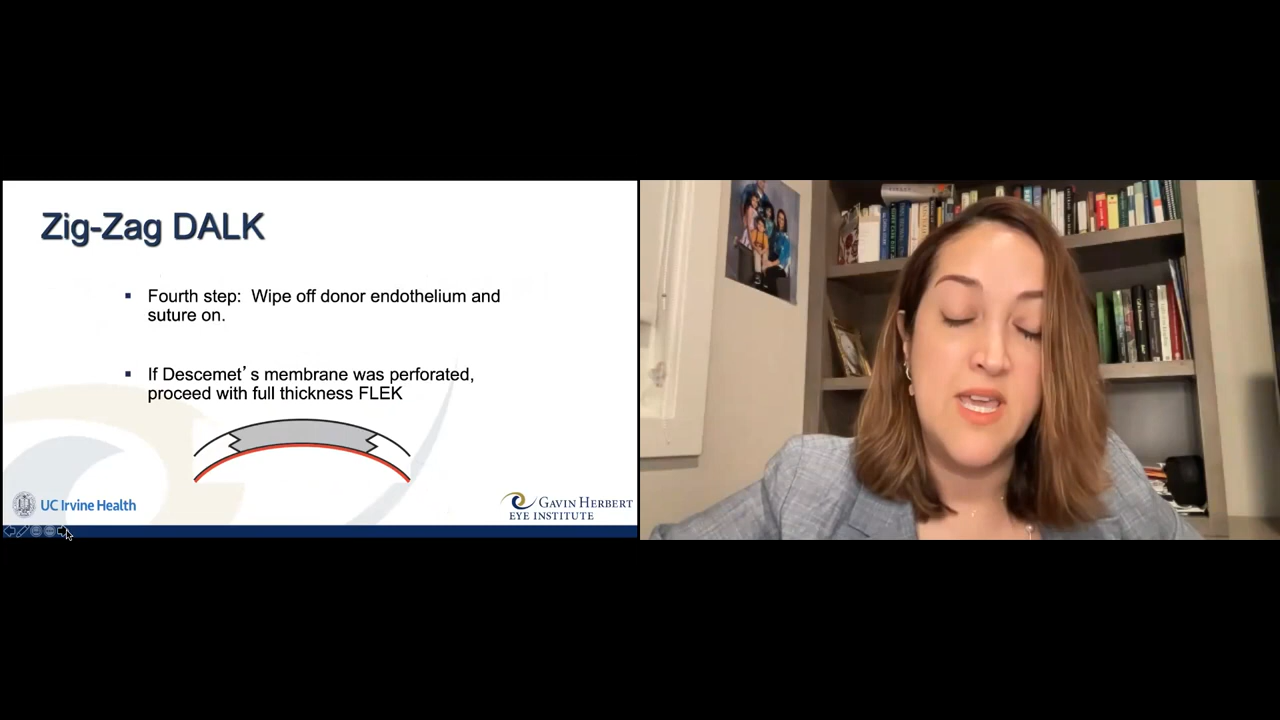 Zig-Zag DALK
▪ Fourth step: Wipe off donor endothelium and
suture on.
▪ If Descemet’s membrane was perforated,
proceed with full thickness FLEK
UC Irvine Health
GAVIN HERBERT
EYE INSTITUTE